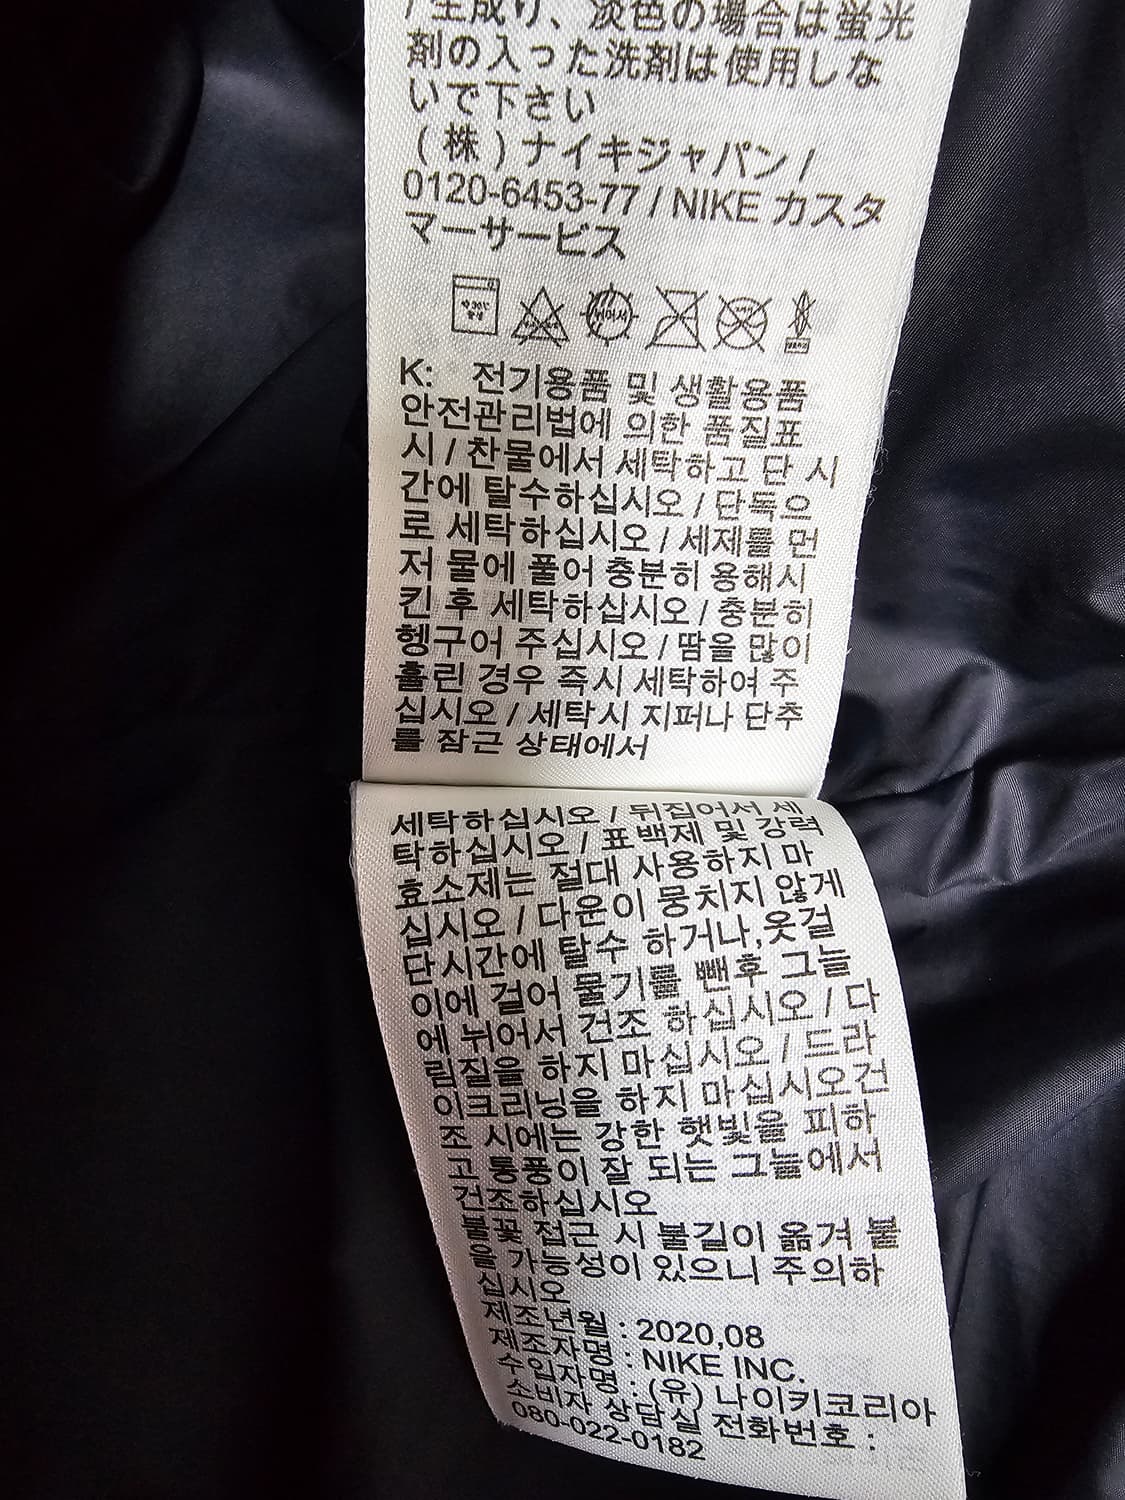 / 生成り、淡色の場合は蛍光
剤の入った洗剤は使用しな
いで下さい
(株) ナイキジャパン /
0120-6453-77 / NIKE カスタ
マーサービス
약 30℃
중성
K: 전기용품 및 생활용품
안전관리법에 의한 품질표
시 / 찬물에서 세탁하고 단 시
간에 탈수하십시오 / 단독으
로 세탁하십시오 / 세제를 먼
저 물에 풀어 충분히 용해시
킨 후 세탁하십시오 / 충분히
헹구어 주십시오 / 땀을 많이
흘린 경우 즉시 세탁하여 주
십시오 / 세탁시 지퍼나 단추
를 잠근 상태에서
세탁하십시오 / 뒤집어서 세
탁하십시오 / 표백제 및 강력
효소제는 절대 사용하지 마
십시오 / 다운이 뭉치지 않게
단시간에 탈수 하거나,옷걸
이에 걸어 물기를 뺀후 그늘
에 뉘어서 건조 하십시오 / 다
림질을 하지 마십시오 / 드라
이크리닝을 하지 마십시오건
조 시에는 강한 햇빛을 피하
고 통풍이 잘 되는 그늘에서
건조하십시오
불꽃 접근 시 불길이 옮겨 붙
을 가능성이 있으니 주의하
십시오
제조년월 : 2020,08
제조자명 : NIKE INC.
수입자명 : (유) 나이키코리아
소비자 상담실 전화번호 :
080-022-0182